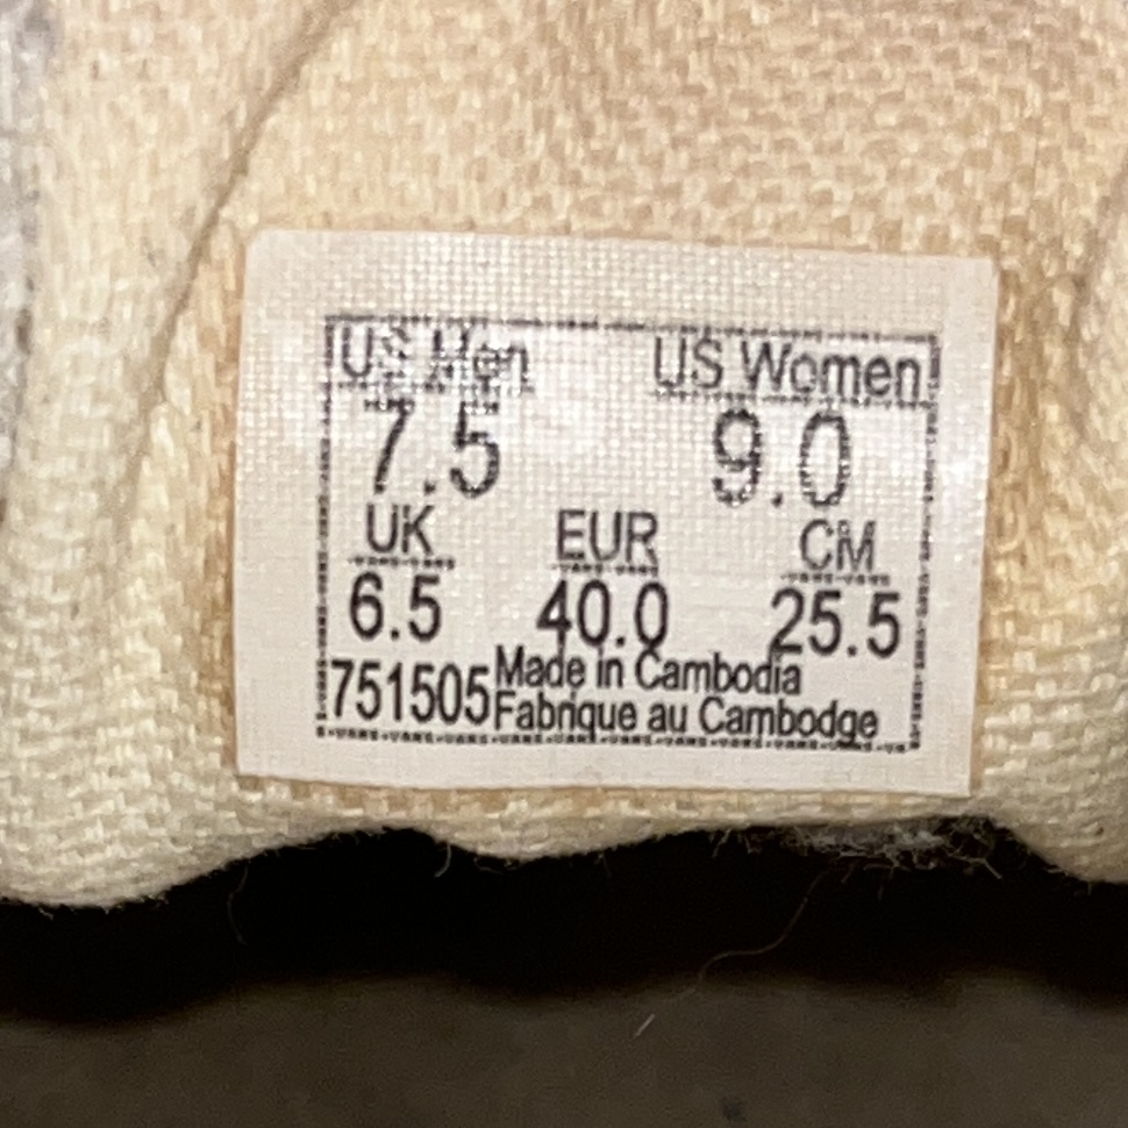 US Men US Women
7.5 9.0
UK EUR CM
6.5 40.0 25.5
751505 Made in Cambodia
Fabrique au Cambodge